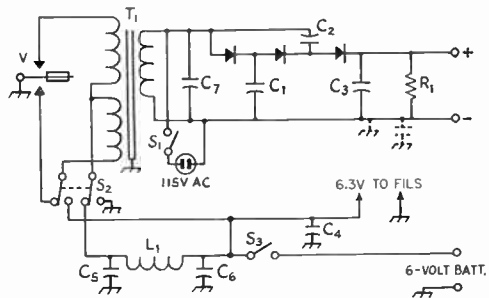 T1
C2
V
C7
C1
C3
R1
+
−
S1
115V AC
S2
6.3V TO FILS
C4
L1
S3
C5
C6
6-VOLT BATT.